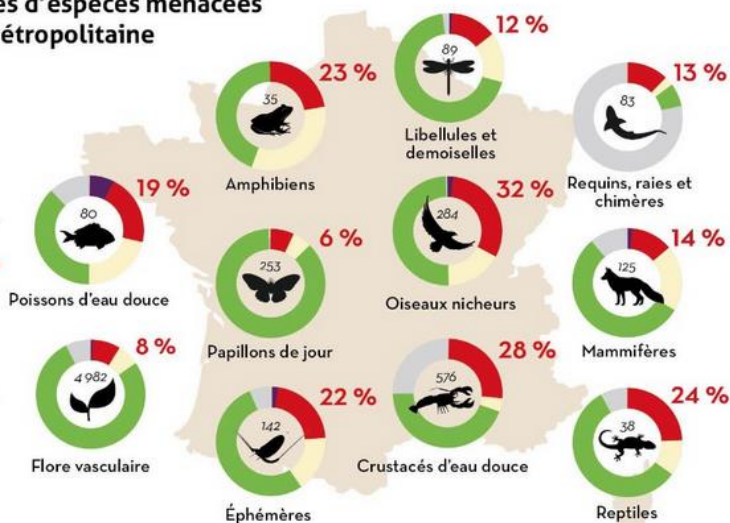 es d'espèces menacées
étropolitaine
12 %
89
Libellules et
demoiselles
23 %
35
Amphibiens
13 %
83
Requins, raies et
chimères
19 %
80
Poissons d'eau douce
6 %
253
Papillons de jour
32 %
284
Oiseaux nicheurs
14 %
125
Mammifères
8 %
4 982
Flore vasculaire
22 %
142
Éphémères
28 %
576
Crustacés d'eau douce
24 %
38
Reptiles